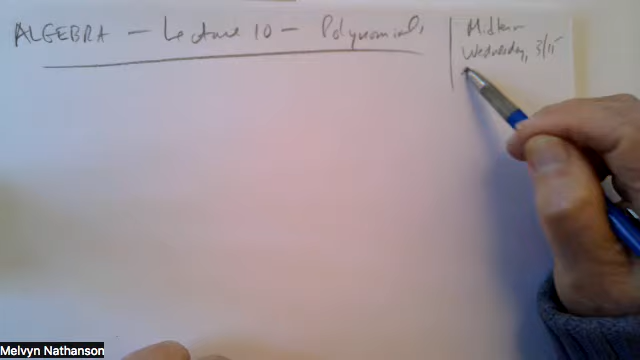 ALGEBRA — Lecture 10 — Polynomials
Midterm
Wednesday, 3/15
Melvyn Nathanson